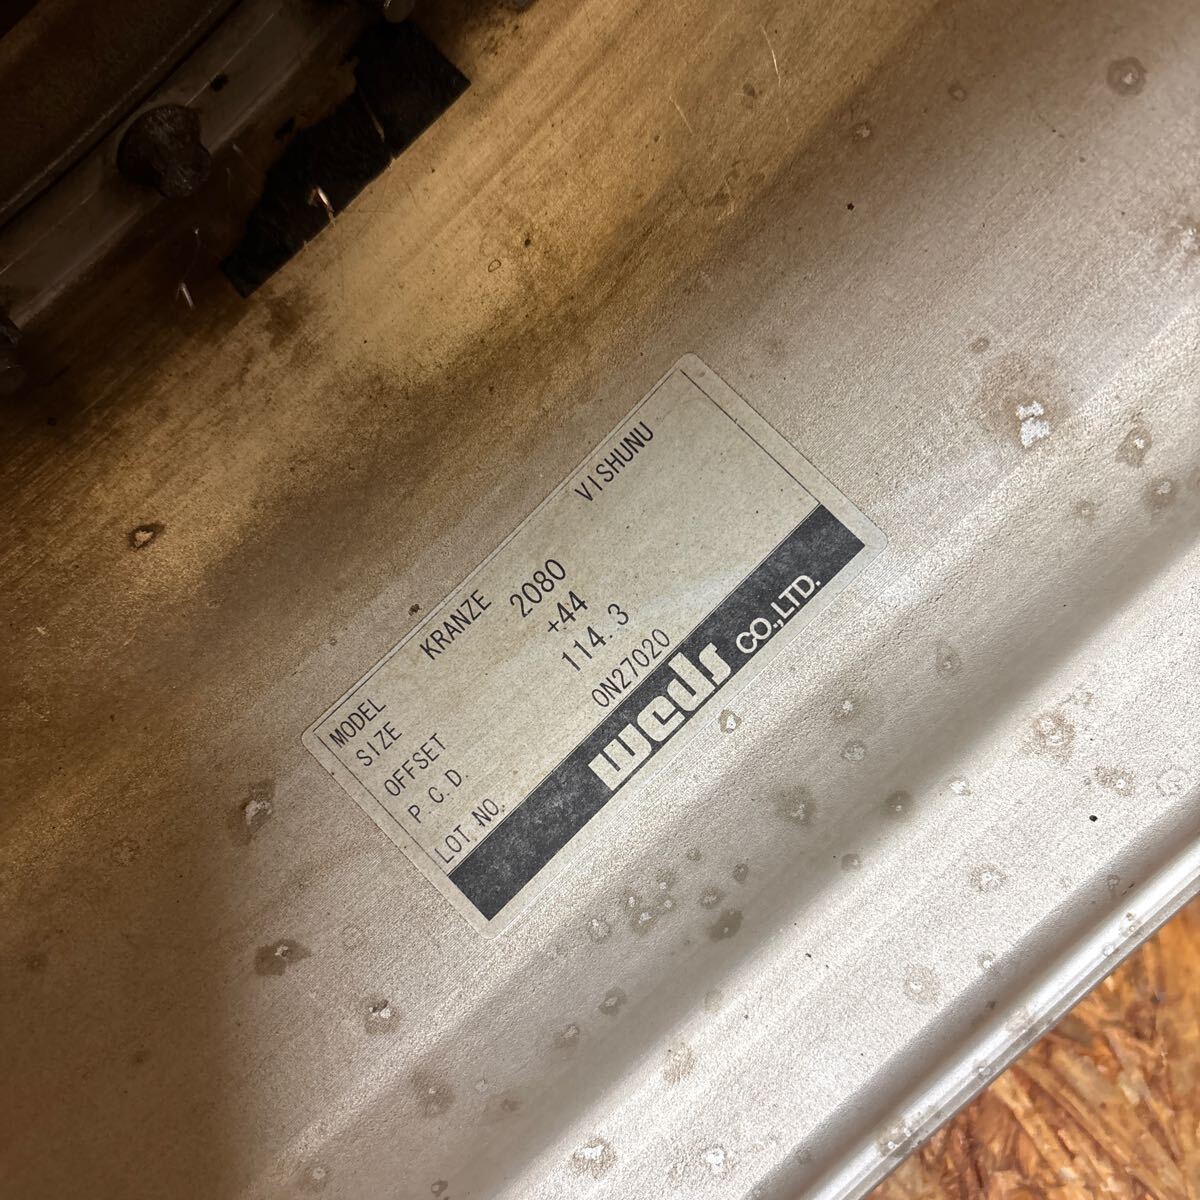 MODEL KRANZE VISHUNU
SIZE 2080
OFFSET +44
P.C.D. 114.3
LOT.NO. 0N27020
weds CO.,LTD.